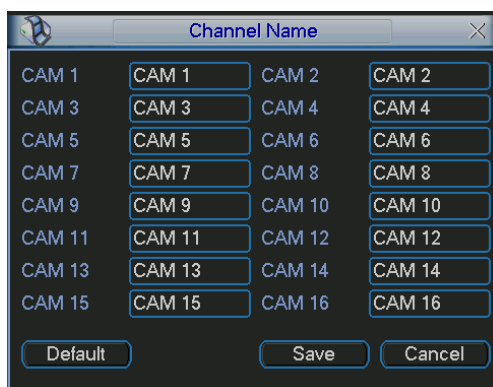 Channel Name
CAM 1 CAM 1 CAM 2 CAM 2
CAM 3 CAM 3 CAM 4 CAM 4
CAM 5 CAM 5 CAM 6 CAM 6
CAM 7 CAM 7 CAM 8 CAM 8
CAM 9 CAM 9 CAM 10 CAM 10
CAM 11 CAM 11 CAM 12 CAM 12
CAM 13 CAM 13 CAM 14 CAM 14
CAM 15 CAM 15 CAM 16 CAM 16
Default Save Cancel